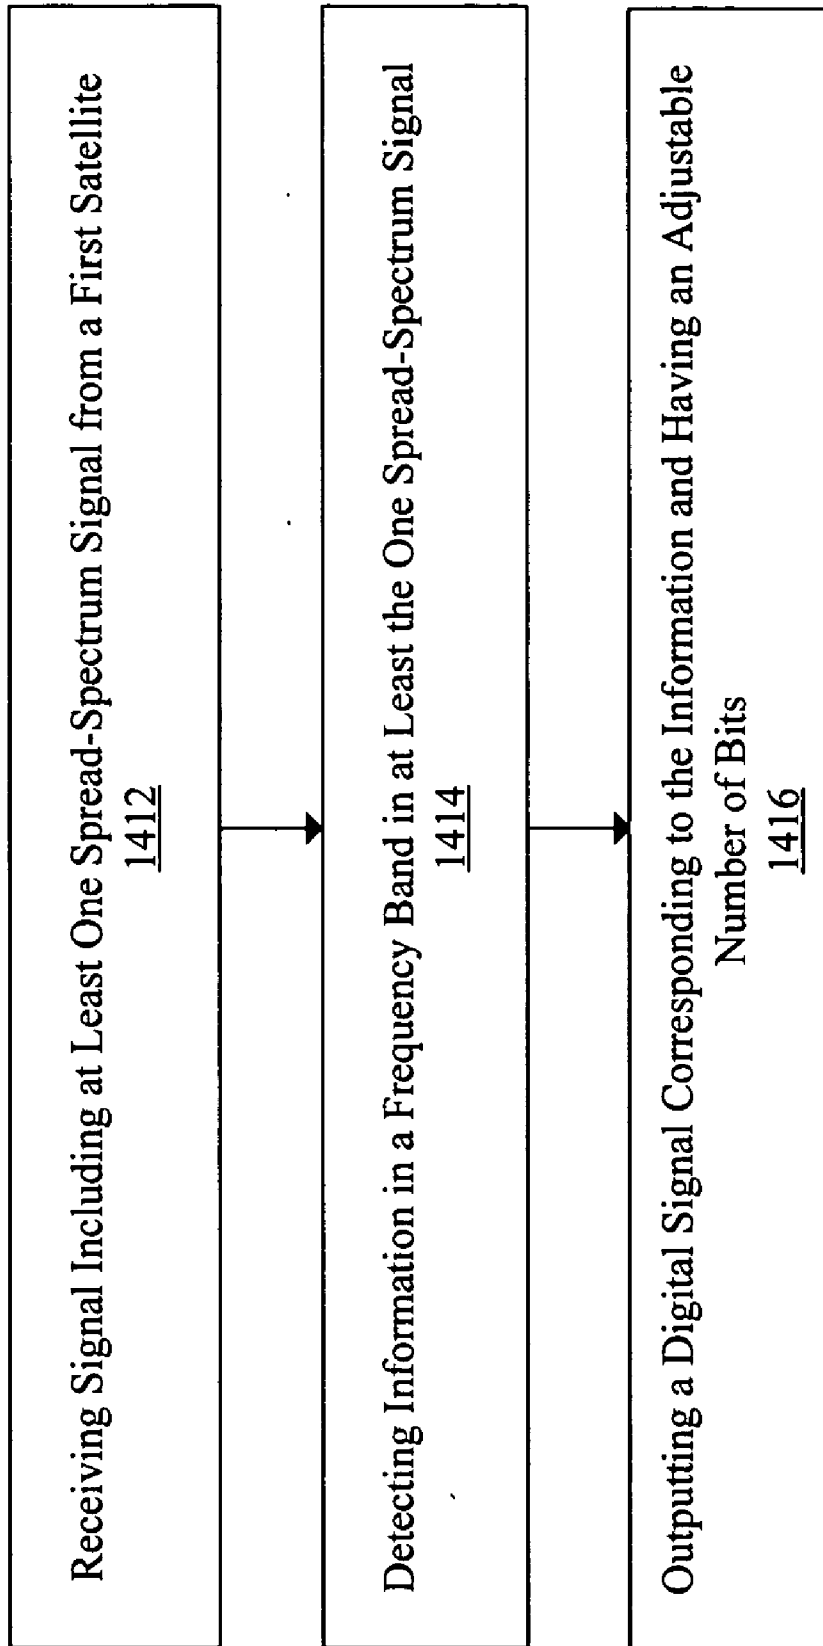 Receiving Signal Including at Least One Spread-Spectrum Signal from a First Satellite
1412
Detecting Information in a Frequency Band in at Least the One Spread-Spectrum Signal
1414
Outputting a Digital Signal Corresponding to the Information and Having an Adjustable
Number of Bits
1416